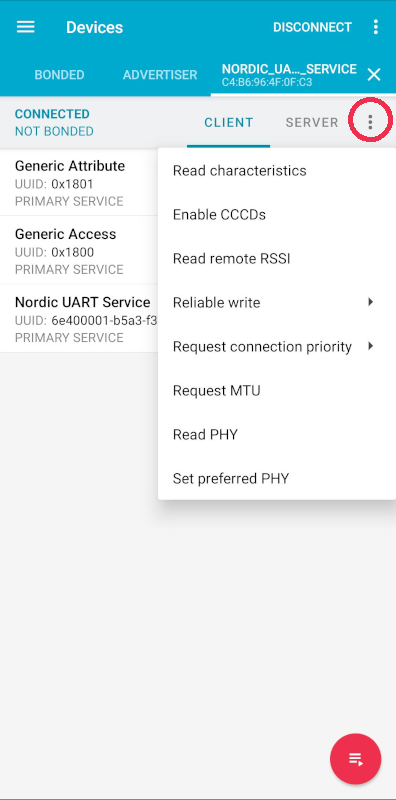 Devices
DISCONNECT
BONDED
ADVERTISER
NORDIC_UA…_SERVICE
C4:B6:96:4F:0F:C3
CONNECTED
NOT BONDED
CLIENT
SERVER
Generic Attribute
UUID: 0x1801
PRIMARY SERVICE
Generic Access
UUID: 0x1800
PRIMARY SERVICE
Nordic UART Service
UUID: 6e400001-b5a3-f3
PRIMARY SERVICE
Read characteristics
Enable CCCDs
Read remote RSSI
Reliable write
Request connection priority
Request MTU
Read PHY
Set preferred PHY